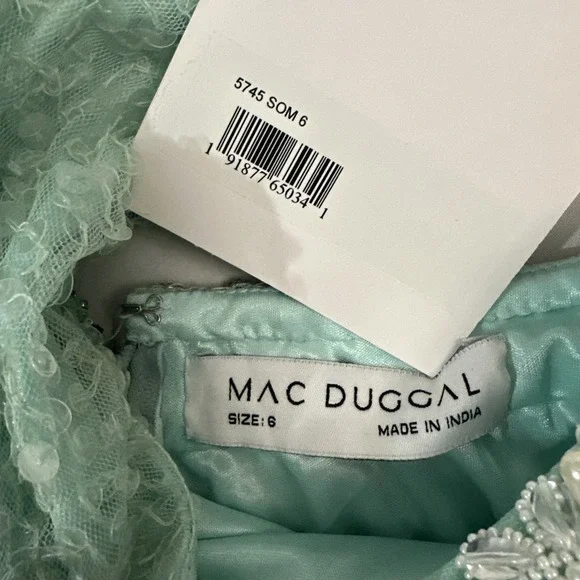 5745 SOM 6
1 91877 65034 1
MAC DUGGAL
SIZE: 6
MADE IN INDIA